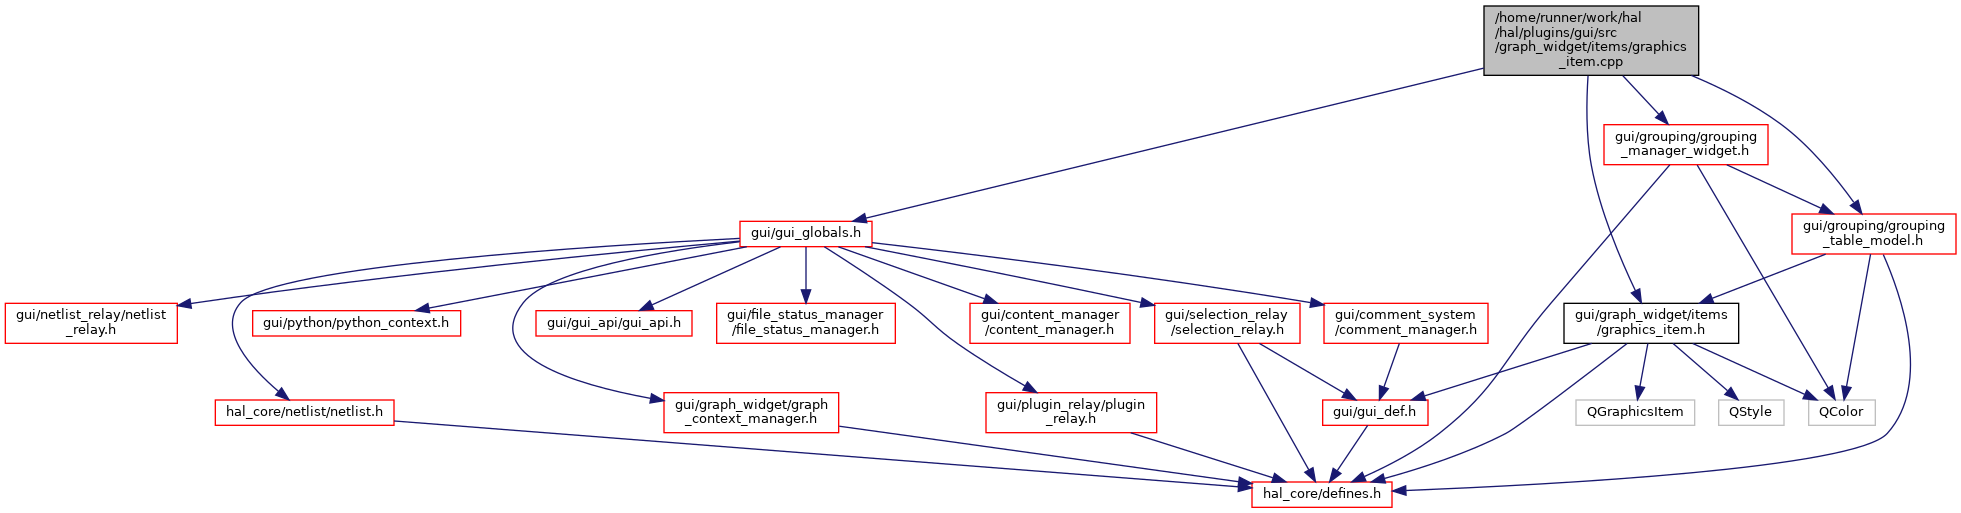 /home/runner/work/hal
/hal/plugins/gui/src
/graph_widget/items/graphics
_item.cpp
gui/grouping/grouping
_manager_widget.h
gui/gui_globals.h
gui/grouping/grouping
_table_model.h
gui/netlist_relay/netlist
_relay.h
gui/python/python_context.h
gui/gui_api/gui_api.h
gui/file_status_manager
/file_status_manager.h
gui/content_manager
/content_manager.h
gui/selection_relay
/selection_relay.h
gui/comment_system
/comment_manager.h
gui/graph_widget/items
/graphics_item.h
hal_core/netlist/netlist.h
gui/graph_widget/graph
_context_manager.h
gui/plugin_relay/plugin
_relay.h
gui/gui_def.h
QGraphicsItem
QStyle
QColor
hal_core/defines.h